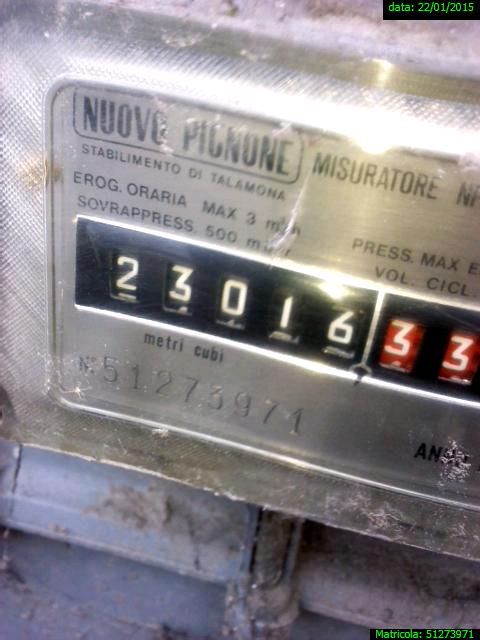 data: 22/01/2015
NUOVO PIGNONE
STABILIMENTO DI TALAMONA
MISURATORE
EROG. ORARIA MAX 3 m³/h
SOVRAPPRESS. 500 m
PRESS. MAX E
VOL. CICL.
23016 33
metri cubi
N° 51273971
Matricola: 51273971